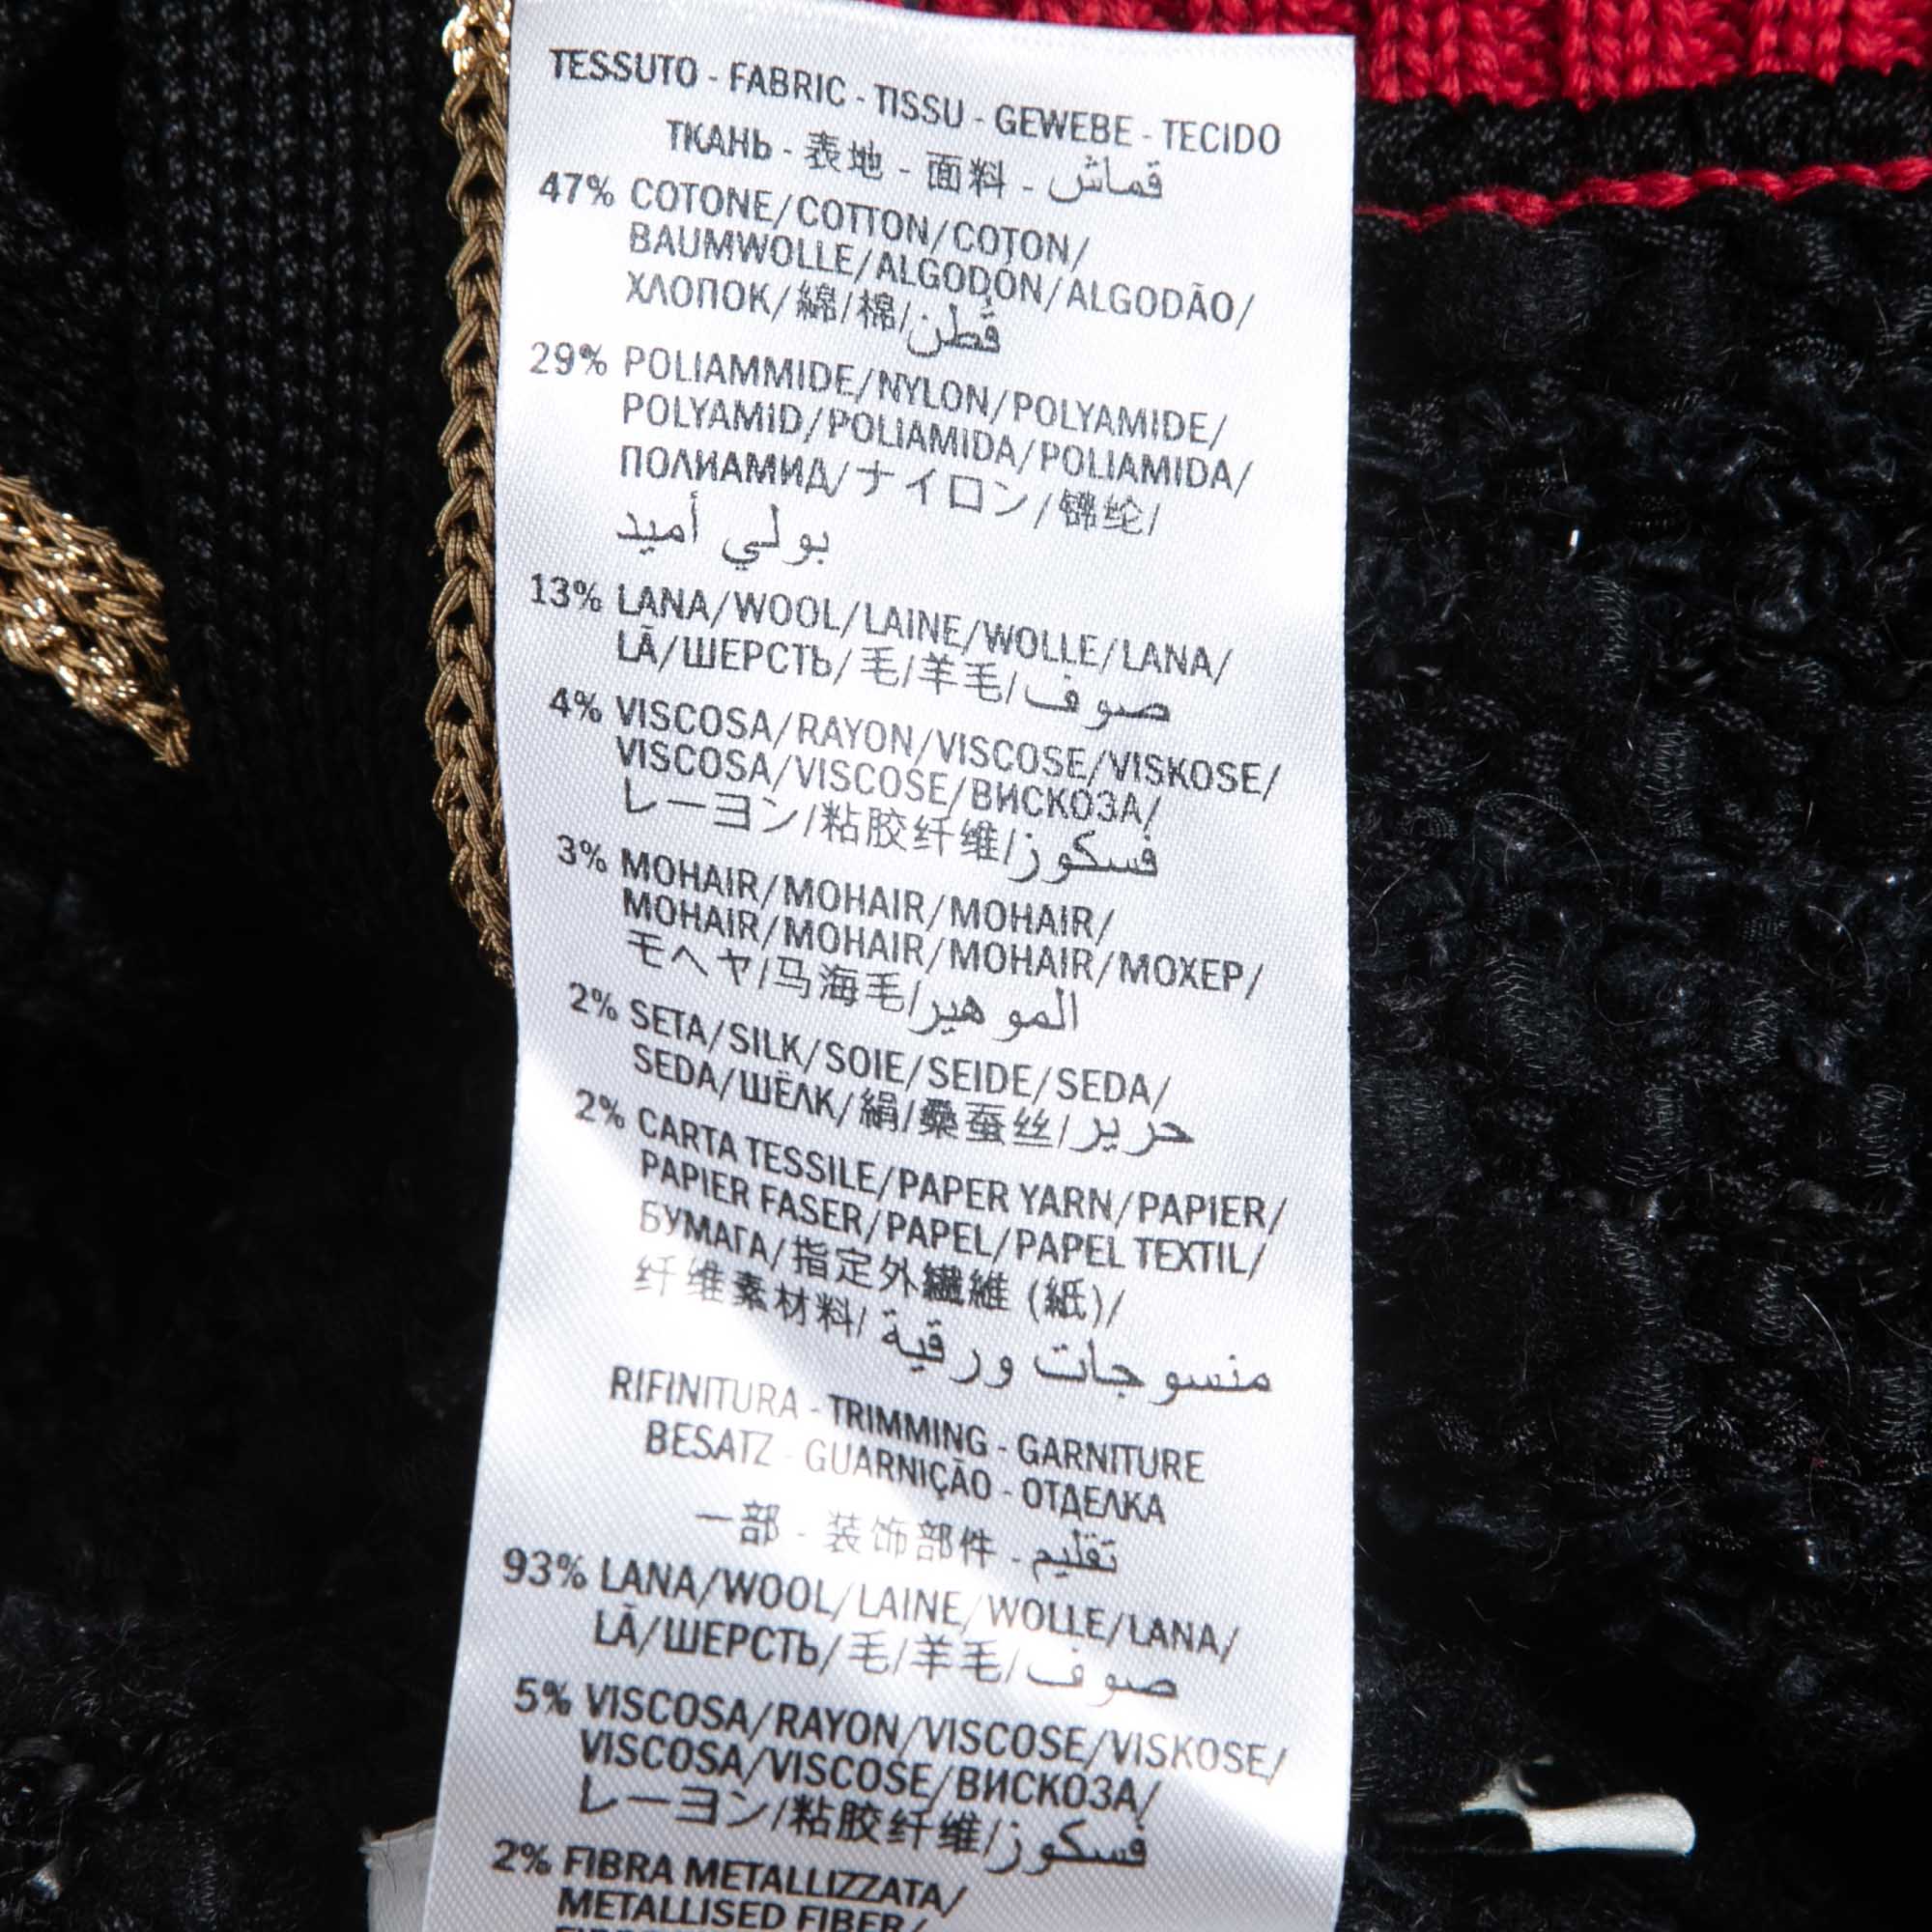 TESSUTO - FABRIC - TISSU - GEWEBE - TECIDO
ТКАНЬ - 表地 - 面料 - قماش
47% COTONE/COTTON/COTON/
BAUMWOLLE/ALGODÓN/ALGODÃO/
ХЛОПОК/綿/棉/قطن
29% POLIAMMIDE/NYLON/POLYAMIDE/
POLYAMID/POLIAMIDA/POLIAMIDA/
ПОЛИАМИД/ナイロン/锦纶/
بولي أميد
13% LANA/WOOL/LAINE/WOLLE/LANA/
LÃ/ШЕРСТЬ/毛/羊毛/صوف
4% VISCOSA/RAYON/VISCOSE/VISKOSE/
VISCOSA/VISCOSE/ВИСКОЗА/
レーヨン/粘胶纤维/فسكوز
3% MOHAIR/MOHAIR/MOHAIR/
MOHAIR/MOHAIR/MOHAIR/МОХЕР/
モヘヤ/马海毛/الموهير
2% SETA/SILK/SOIE/SEIDE/SEDA/
SEDA/ШЁЛК/絹/桑蚕丝/حرير
2% CARTA TESSILE/PAPER YARN/PAPIER/
PAPIER FASER/PAPEL/PAPEL TEXTIL/
БУМАГА/指定外繊維 (紙)/
纤维素材料/ منسوجات ورقية
RIFINITURA - TRIMMING - GARNITURE
BESATZ - GUARNIÇÃO - ОТДЕЛКА
一部 - 装饰部件 - تقليم
93% LANA/WOOL/LAINE/WOLLE/LANA/
LÃ/ШЕРСТЬ/毛/羊毛/صوف
5% VISCOSA/RAYON/VISCOSE/VISKOSE/
VISCOSA/VISCOSE/ВИСКОЗА/
レーヨン/粘胶纤维/فسكوز
2% FIBRA METALLIZZATA/
METALLISED FIBER/